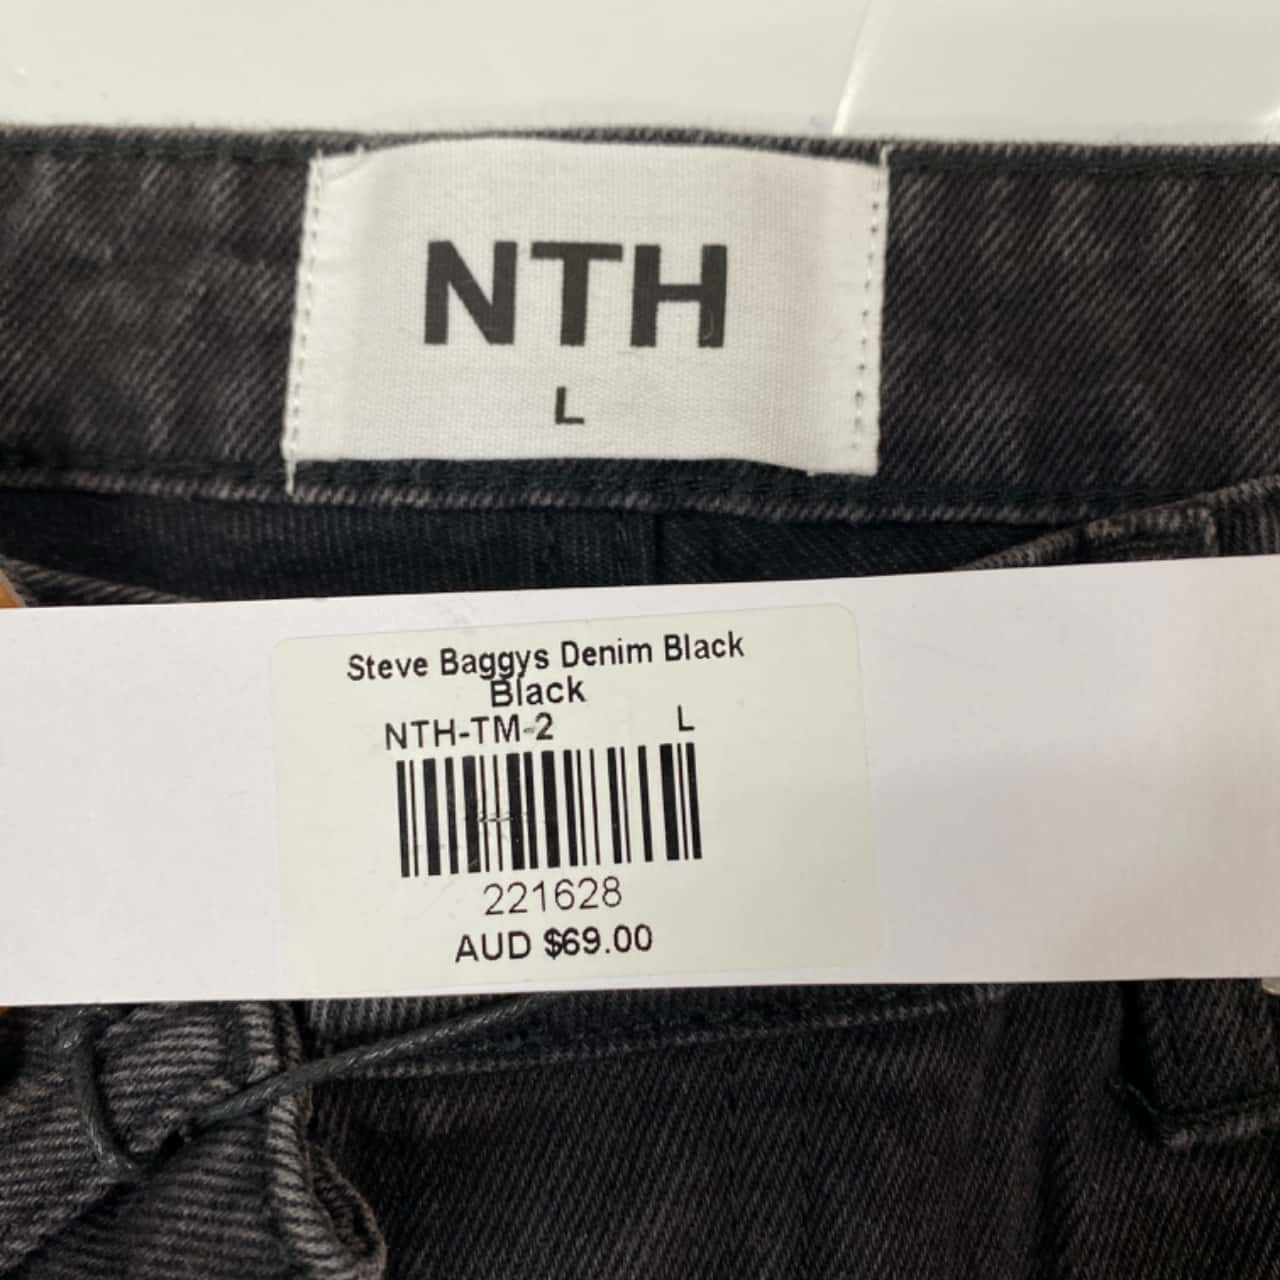 NTH
L
Steve Baggys Denim Black
Black
NTH-TM-2 L
221628
AUD $69.00